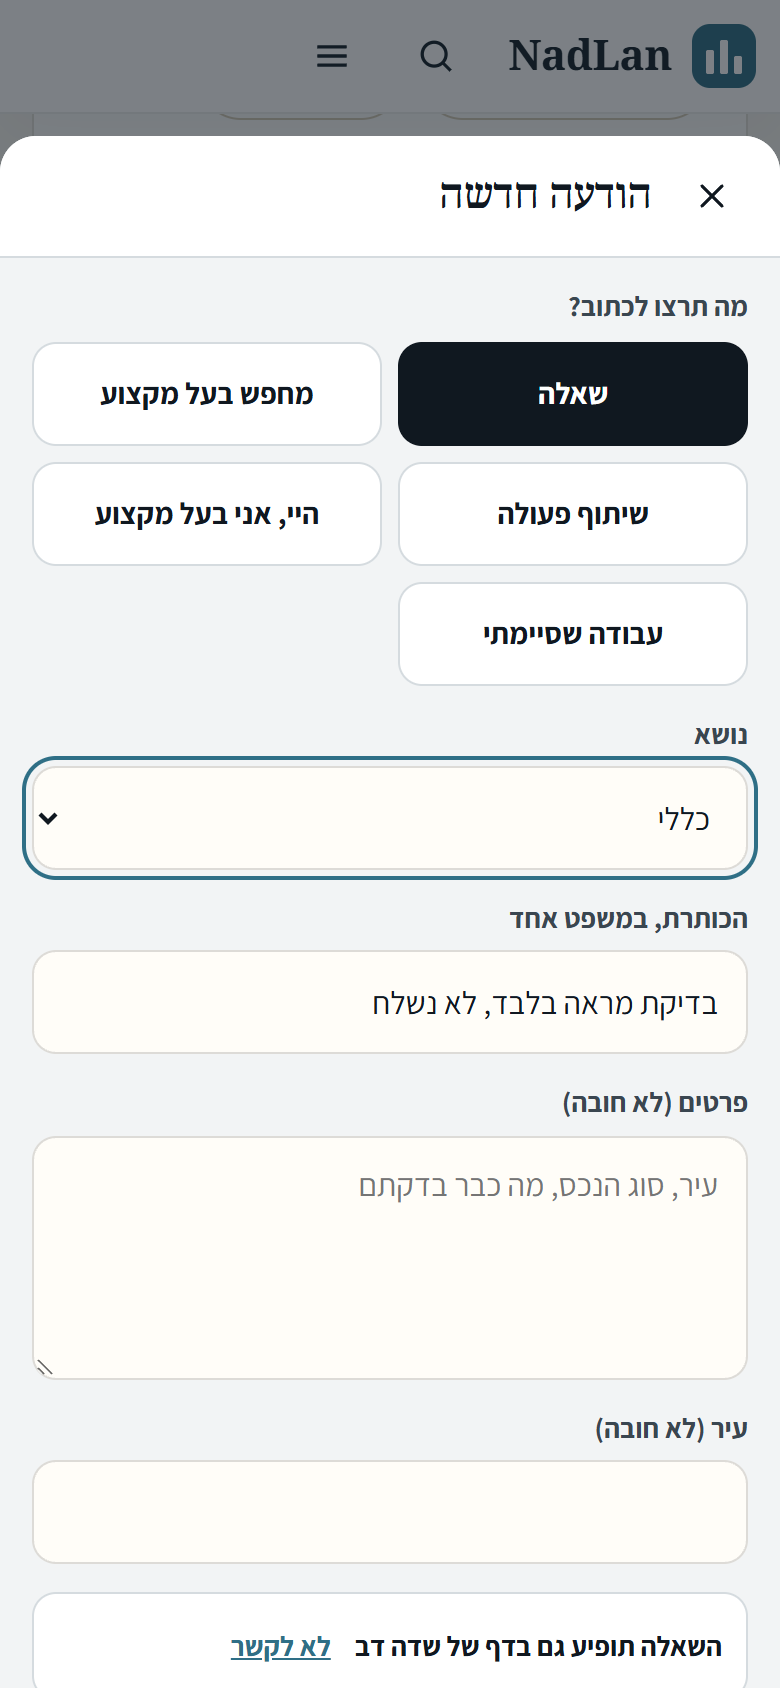 NadLan
הודעה חדשה
מה תרצו לכתוב?
שאלה
מחפש בעל מקצוע
שיתוף פעולה
היי, אני בעל מקצוע
עבודה שסיימתי
נושא
כללי
הכותרת, במשפט אחד
בדיקת מראה בלבד, לא נשלח
פרטים (לא חובה)
עיר, סוג הנכס, מה כבר בדקתם
עיר (לא חובה)
השאלה תופיע גם בדף של שדה דב לא לקשר